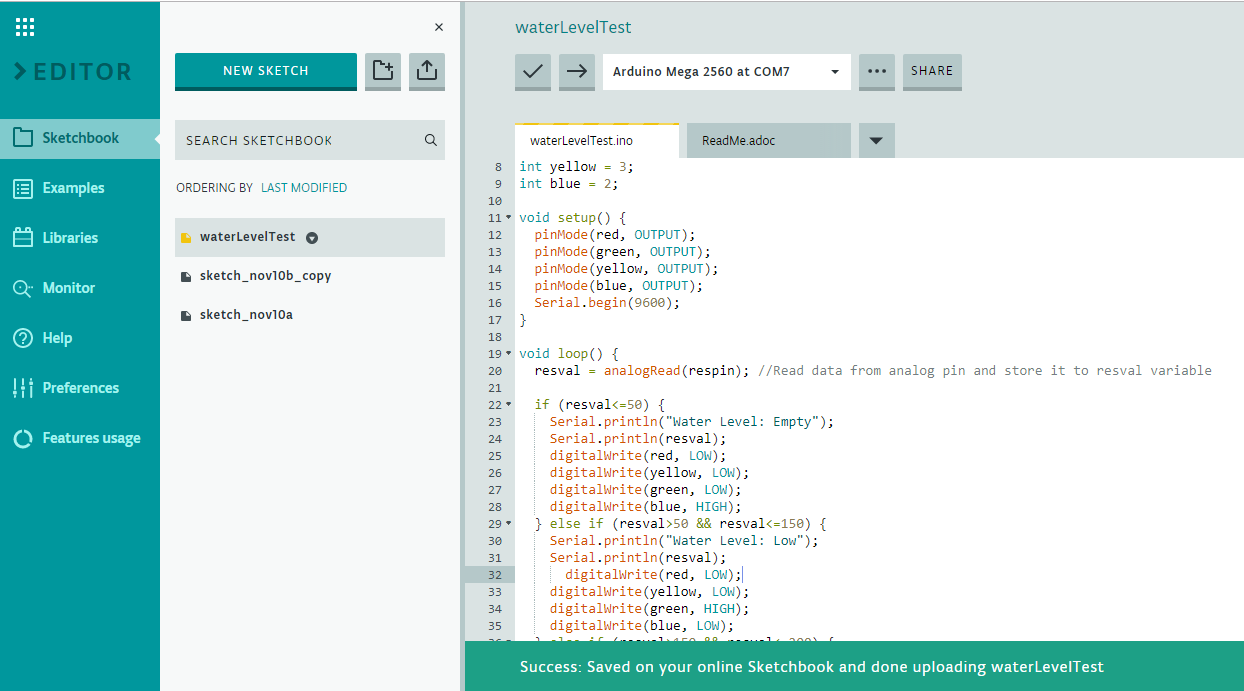 EDITOR
Sketchbook
Examples
Libraries
Monitor
Help
Preferences
Features usage
×
NEW SKETCH
SEARCH SKETCHBOOK
ORDERING BY LAST MODIFIED
waterLevelTest
sketch_nov10b_copy
sketch_nov10a
waterLevelTest
Arduino Mega 2560 at COM7
SHARE
waterLevelTest.ino
ReadMe.adoc
8 int yellow = 3;
9 int blue = 2;
10
11 void setup() {
12 pinMode(red, OUTPUT);
13 pinMode(green, OUTPUT);
14 pinMode(yellow, OUTPUT);
15 pinMode(blue, OUTPUT);
16 Serial.begin(9600);
17 }
18
19 void loop() {
20 resval = analogRead(respin); //Read data from analog pin and store it to resval variable
21
22 if (resval<=50) {
23 Serial.println("Water Level: Empty");
24 Serial.println(resval);
25 digitalWrite(red, LOW);
26 digitalWrite(yellow, LOW);
27 digitalWrite(green, LOW);
28 digitalWrite(blue, HIGH);
29 } else if (resval>50 && resval<=150) {
30 Serial.println("Water Level: Low");
31 Serial.println(resval);
32 digitalWrite(red, LOW);
33 digitalWrite(yellow, LOW);
34 digitalWrite(green, HIGH);
35 digitalWrite(blue, LOW);
Success: Saved on your online Sketchbook and done uploading waterLevelTest